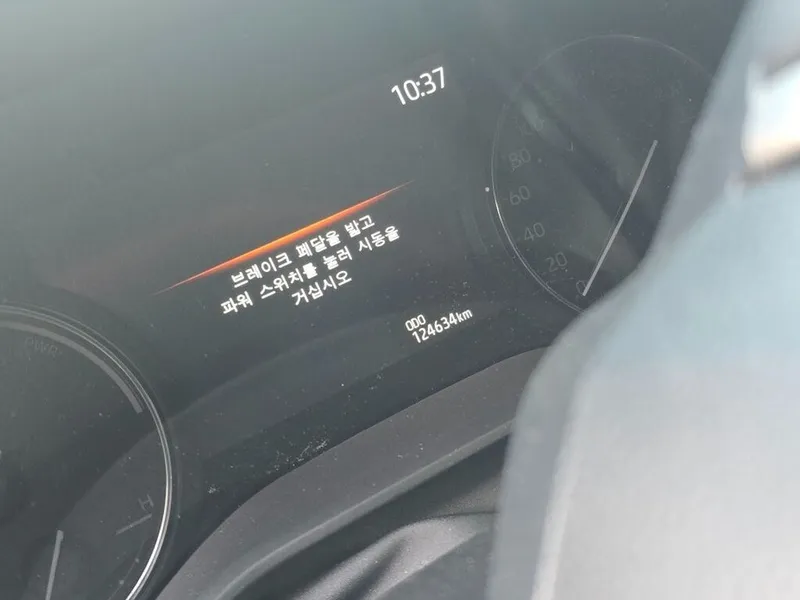 10:37
브레이크 페달을 밟고
파워 스위치를 눌러 시동을
거십시오
ODO
124634km
80
60
40
20
0
PWR
H